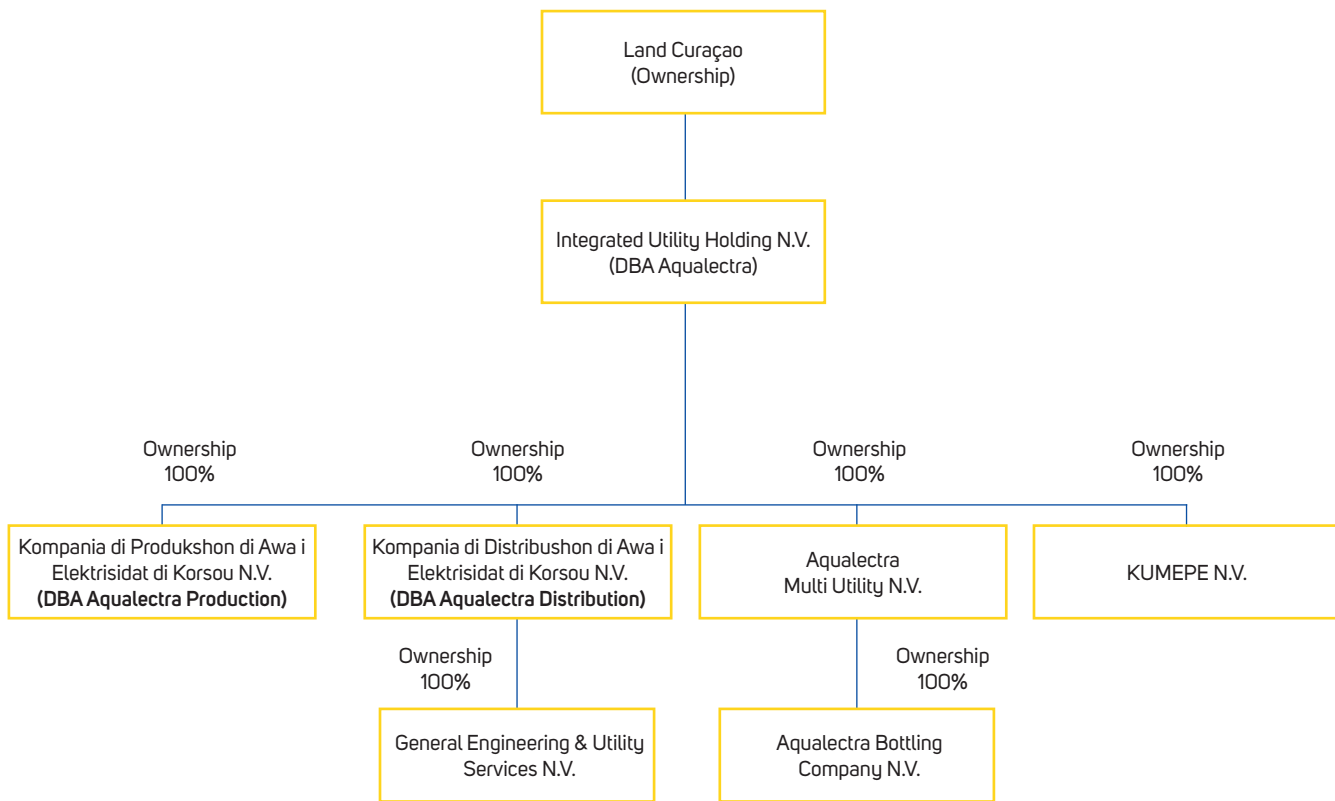 Land Curaçao
(Ownership)
Integrated Utility Holding N.V.
(DBA Aqualectra)
Ownership
100%
Ownership
100%
Ownership
100%
Ownership
100%
Kompania di Produkshon di Awa i
Elektrisidat di Korsou N.V.
(DBA Aqualectra Production)
Kompania di Distribushon di Awa i
Elektrisidat di Korsou N.V.
(DBA Aqualectra Distribution)
Aqualectra
Multi Utility N.V.
KUMEPE N.V.
Ownership
100%
Ownership
100%
General Engineering & Utility
Services N.V.
Aqualectra Bottling
Company N.V.